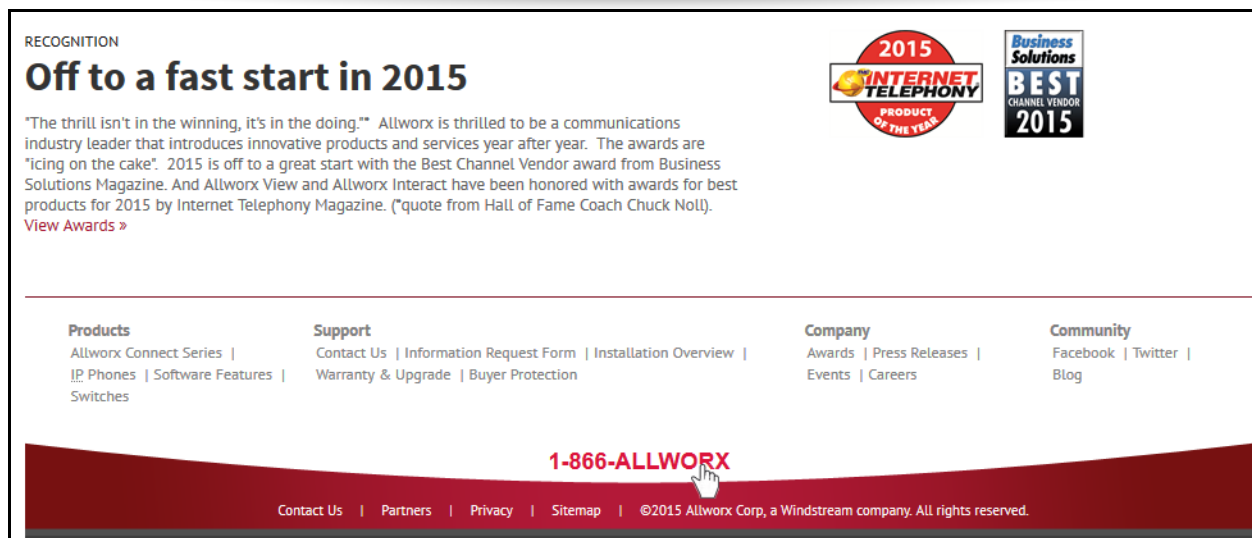 RECOGNITION
Off to a fast start in 2015
"The thrill isn't in the winning, it's in the doing."* Allworx is thrilled to be a communications
industry leader that introduces innovative products and services year after year. The awards are
"icing on the cake". 2015 is off to a great start with the Best Channel Vendor award from Business
Solutions Magazine. And Allworx View and Allworx Interact have been honored with awards for best
products for 2015 by Internet Telephony Magazine. (*quote from Hall of Fame Coach Chuck Noll).
View Awards »
2015
INTERNET
TELEPHONY
PRODUCT
OF THE YEAR
Business
Solutions
BEST
CHANNEL VENDOR
2015
Products
Allworx Connect Series |
IP Phones | Software Features |
Switches
Support
Contact Us | Information Request Form | Installation Overview |
Warranty & Upgrade | Buyer Protection
Company
Awards | Press Releases |
Events | Careers
Community
Facebook | Twitter |
Blog
1-866-ALLWORX
Contact Us | Partners | Privacy | Sitemap | ©2015 Allworx Corp, a Windstream company. All rights reserved.